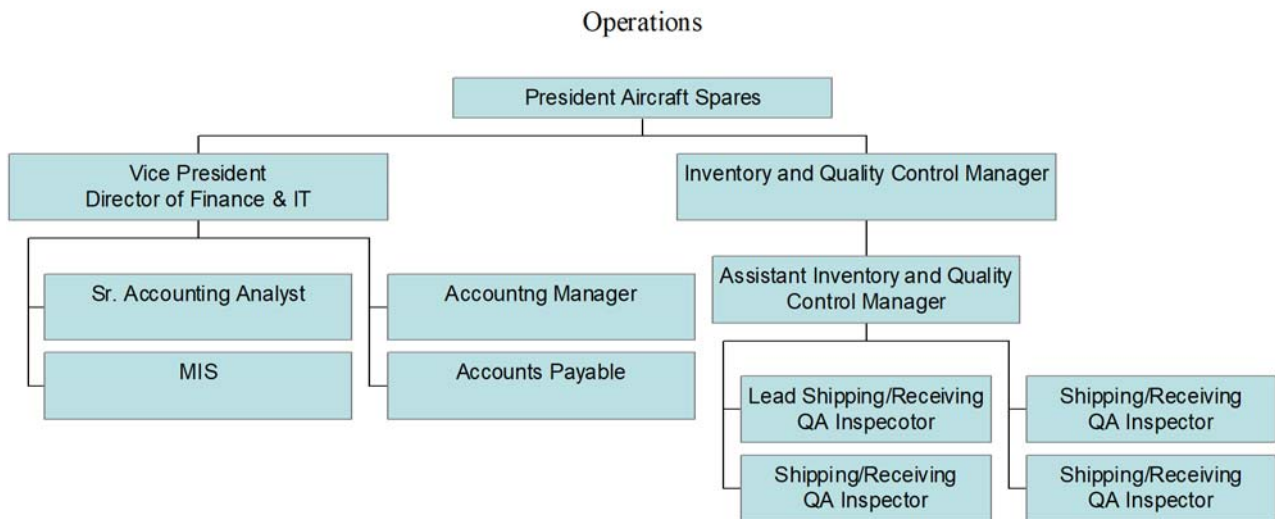 Operations
President Aircraft Spares
Vice President
Director of Finance & IT
Inventory and Quality Control Manager
Sr. Accounting Analyst
Accountng Manager
Assistant Inventory and Quality
Control Manager
MIS
Accounts Payable
Lead Shipping/Receiving
QA Inspecotor
Shipping/Receiving
QA Inspector
Shipping/Receiving
QA Inspector
Shipping/Receiving
QA Inspector